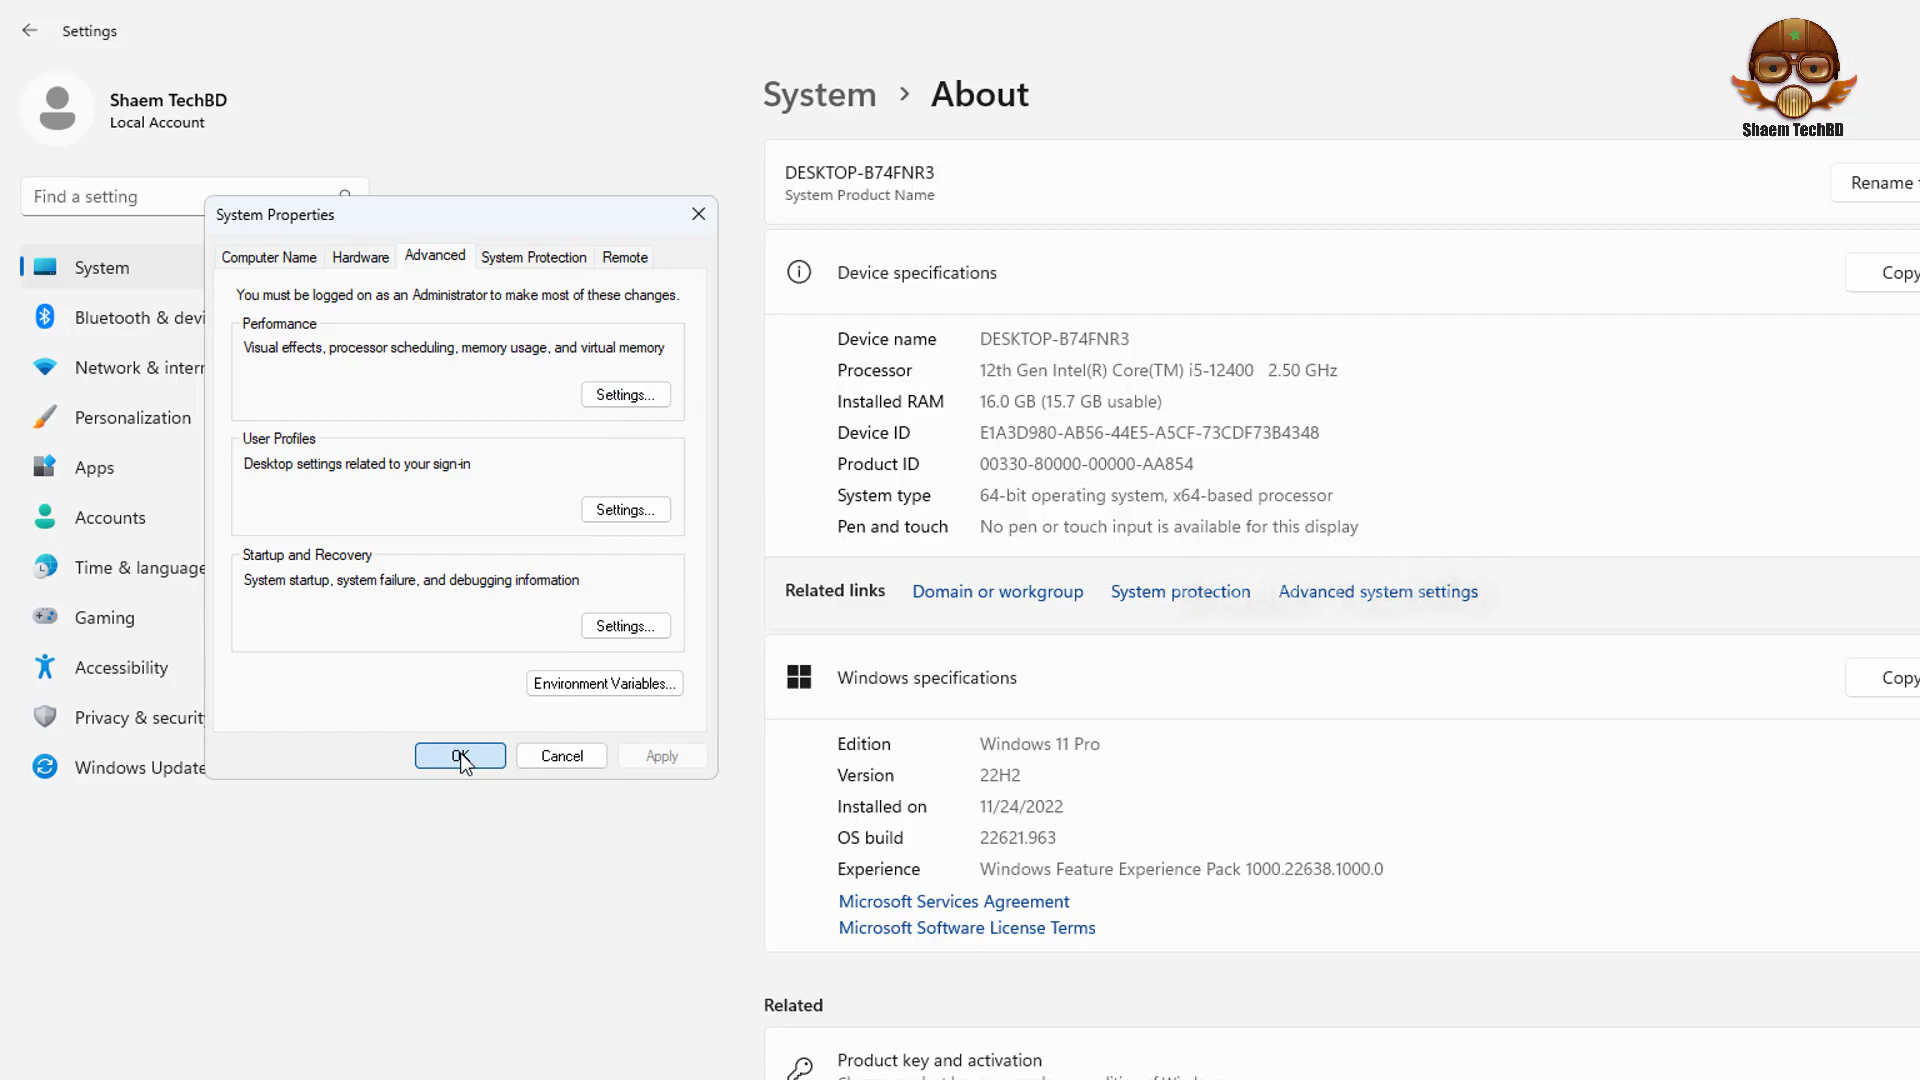 Settings
Shaem TechBD
Local Account
Find a setting
System
Bluetooth & devi
Network & intern
Personalization
Apps
Accounts
Time & language
Gaming
Accessibility
Privacy & security
Windows Update
System Properties
Computer Name Hardware Advanced System Protection Remote
You must be logged on as an Administrator to make most of these changes.
Performance
Visual effects, processor scheduling, memory usage, and virtual memory
Settings...
User Profiles
Desktop settings related to your sign-in
Settings...
Startup and Recovery
System startup, system failure, and debugging information
Settings...
Environment Variables...
OK Cancel Apply
System > About
Shaem TechBD
DESKTOP-B74FNR3
System Product Name
Rename
Device specifications
Copy
Device name DESKTOP-B74FNR3
Processor 12th Gen Intel(R) Core(TM) i5-12400 2.50 GHz
Installed RAM 16.0 GB (15.7 GB usable)
Device ID E1A3D980-AB56-44E5-A5CF-73CDF73B4348
Product ID 00330-80000-00000-AA854
System type 64-bit operating system, x64-based processor
Pen and touch No pen or touch input is available for this display
Related links Domain or workgroup System protection Advanced system settings
Windows specifications
Copy
Edition Windows 11 Pro
Version 22H2
Installed on 11/24/2022
OS build 22621.963
Experience Windows Feature Experience Pack 1000.22638.1000.0
Microsoft Services Agreement
Microsoft Software License Terms
Related
Product key and activation